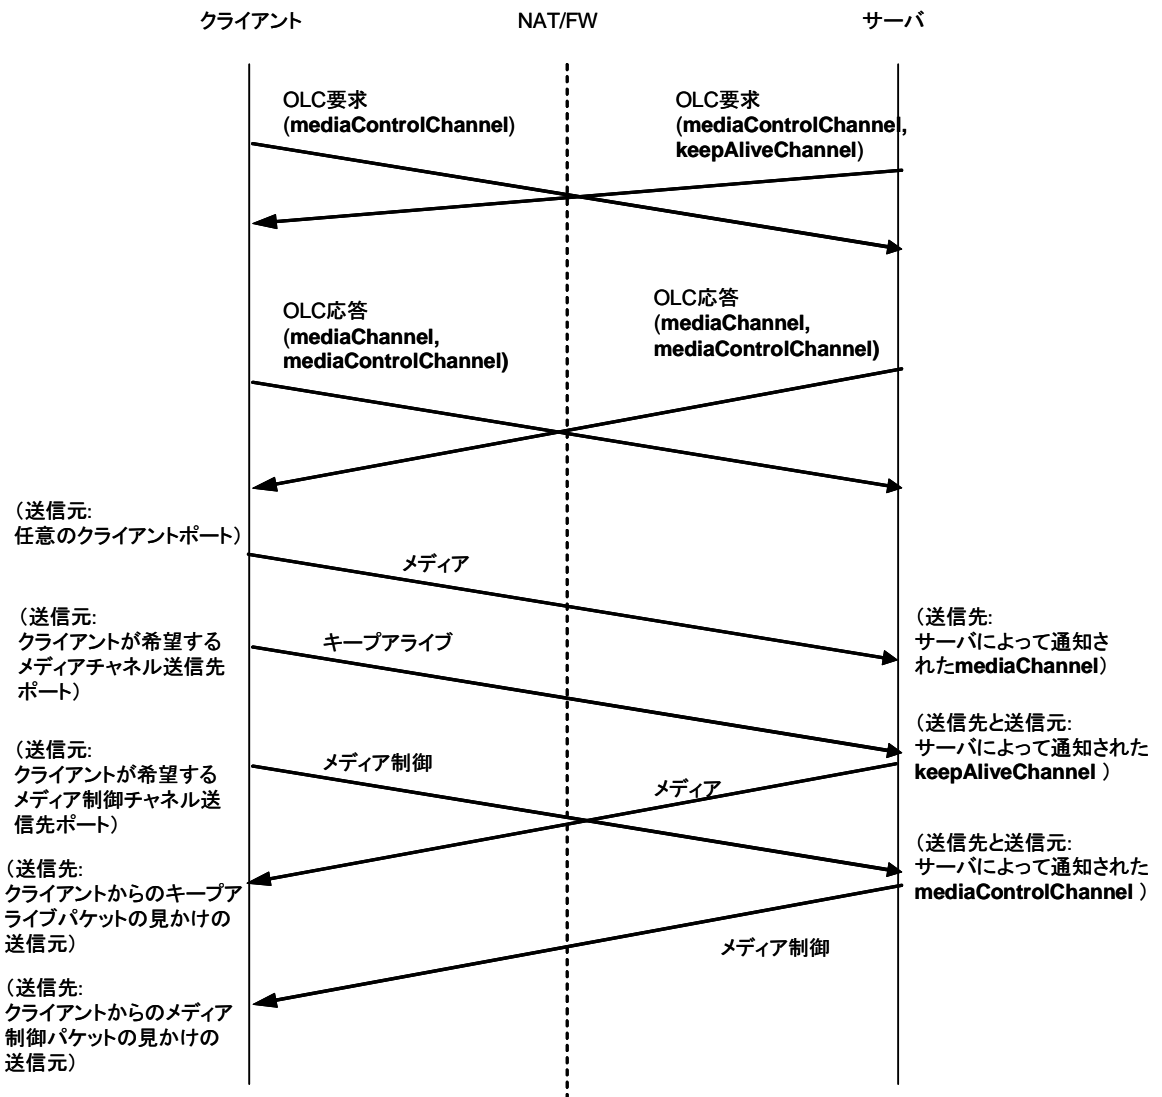 クライアント
NAT/FW
サーバ
OLC要求
(mediaControlChannel)
OLC要求
(mediaControlChannel,
keepAliveChannel)
OLC応答
(mediaChannel,
mediaControlChannel)
OLC応答
(mediaChannel,
mediaControlChannel)
（送信元:
任意のクライアントポート）
メディア
（送信元:
クライアントが希望する
メディアチャネル送信先
ポート）
キープアライブ
（送信先:
サーバによって通知さ
れたmediaChannel）
（送信元:
クライアントが希望する
メディア制御チャネル送
信先ポート）
メディア制御
メディア
（送信先と送信元:
サーバによって通知された
keepAliveChannel ）
（送信先:
クライアントからのキープア
ライブパケットの見かけの
送信元）
（送信先と送信元:
サーバによって通知された
mediaControlChannel ）
メディア制御
（送信先:
クライアントからのメディア
制御パケットの見かけの
送信元）